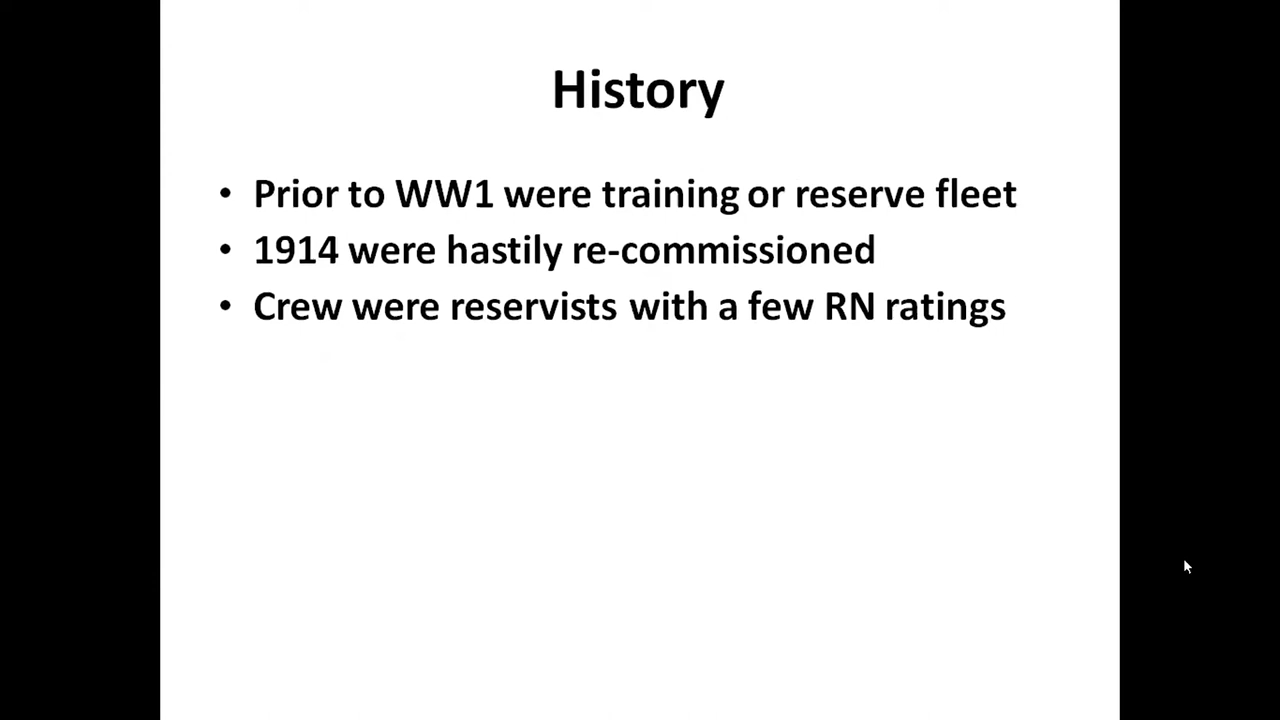 History
• Prior to WW1 were training or reserve fleet
• 1914 were hastily re-commissioned
• Crew were reservists with a few RN ratings